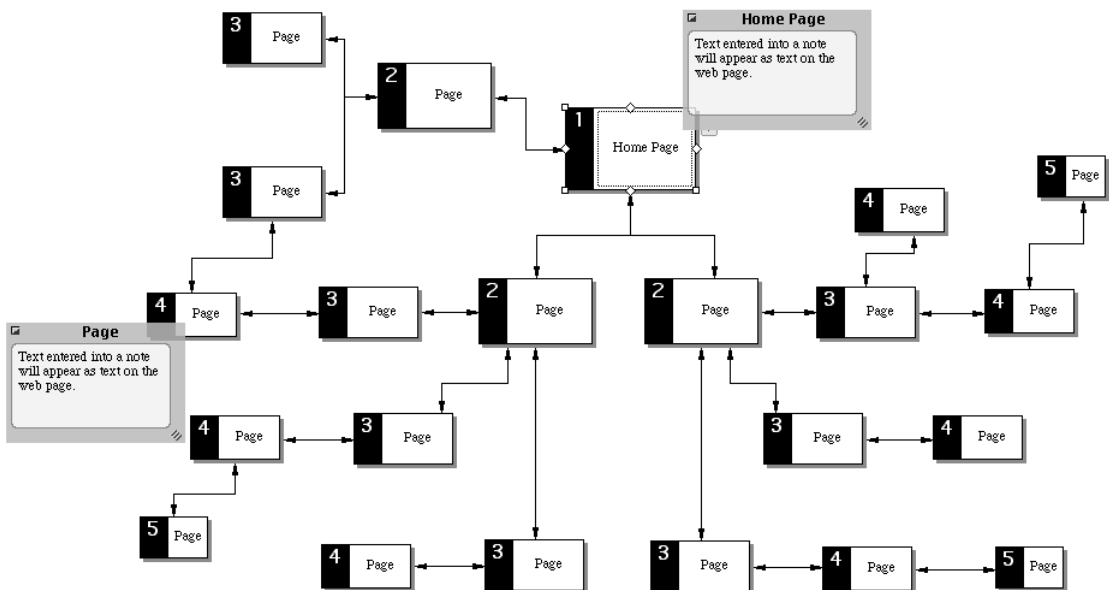 Home Page
Text entered into a note
will appear as text on the
web page.
3 Page
2 Page
1 Home Page
3 Page
4 Page
5 Page
4 Page
3 Page
2 Page
2 Page
3 Page
4 Page
Page
Text entered into a note
will appear as text on the
web page.
4 Page
3 Page
3 Page
4 Page
5 Page
4 Page
3 Page
3 Page
4 Page
5 Page